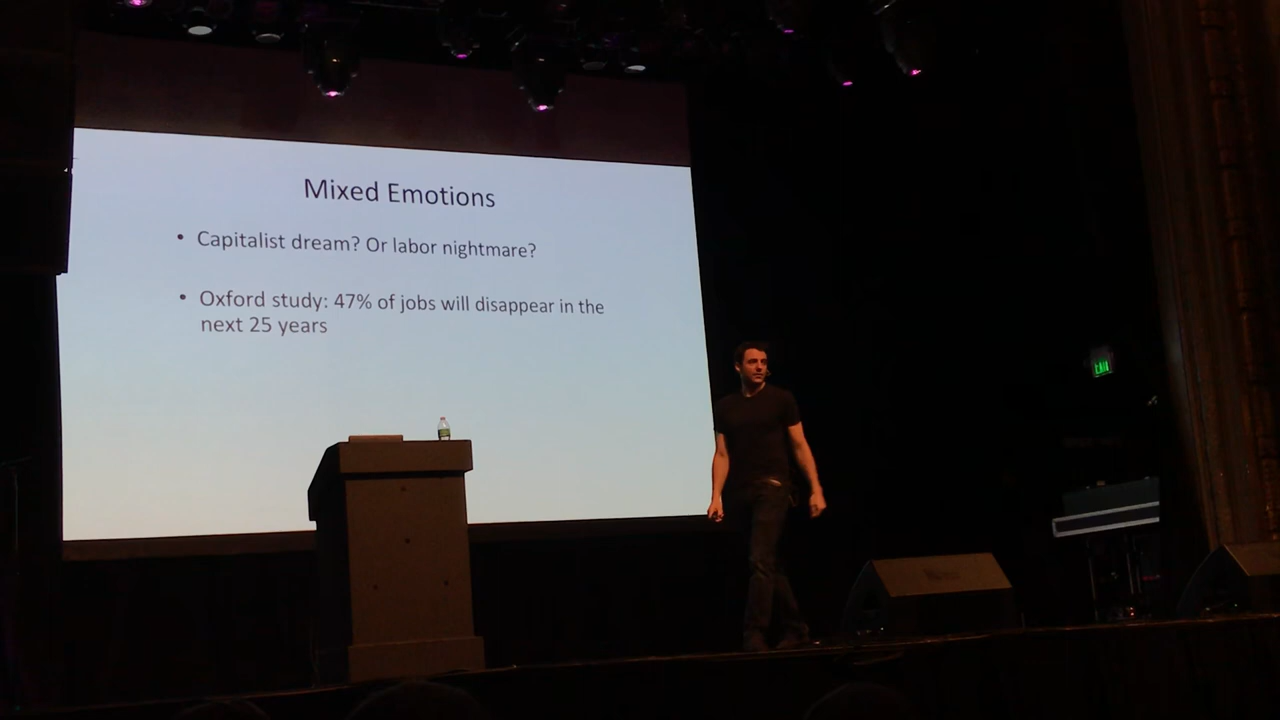 Mixed Emotions
• Capitalist dream? Or labor nightmare?
• Oxford study: 47% of jobs will disappear in the
next 25 years
EXIT